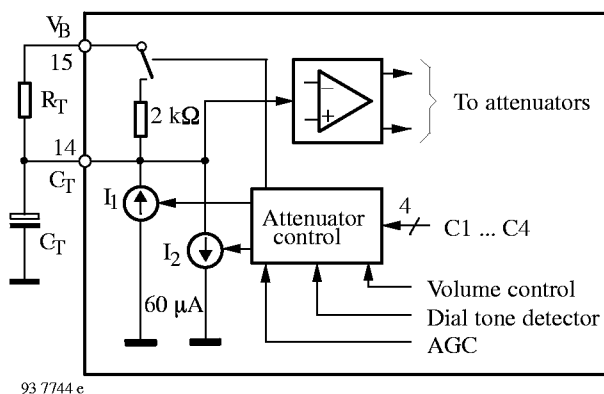 V_B
15
R_T
2 kΩ
To attenuators
14
C_T
I_1
4
Attenuator
control
C1 ... C4
C_T
I_2
60 μA
Volume control
Dial tone detector
AGC
93 7744 e